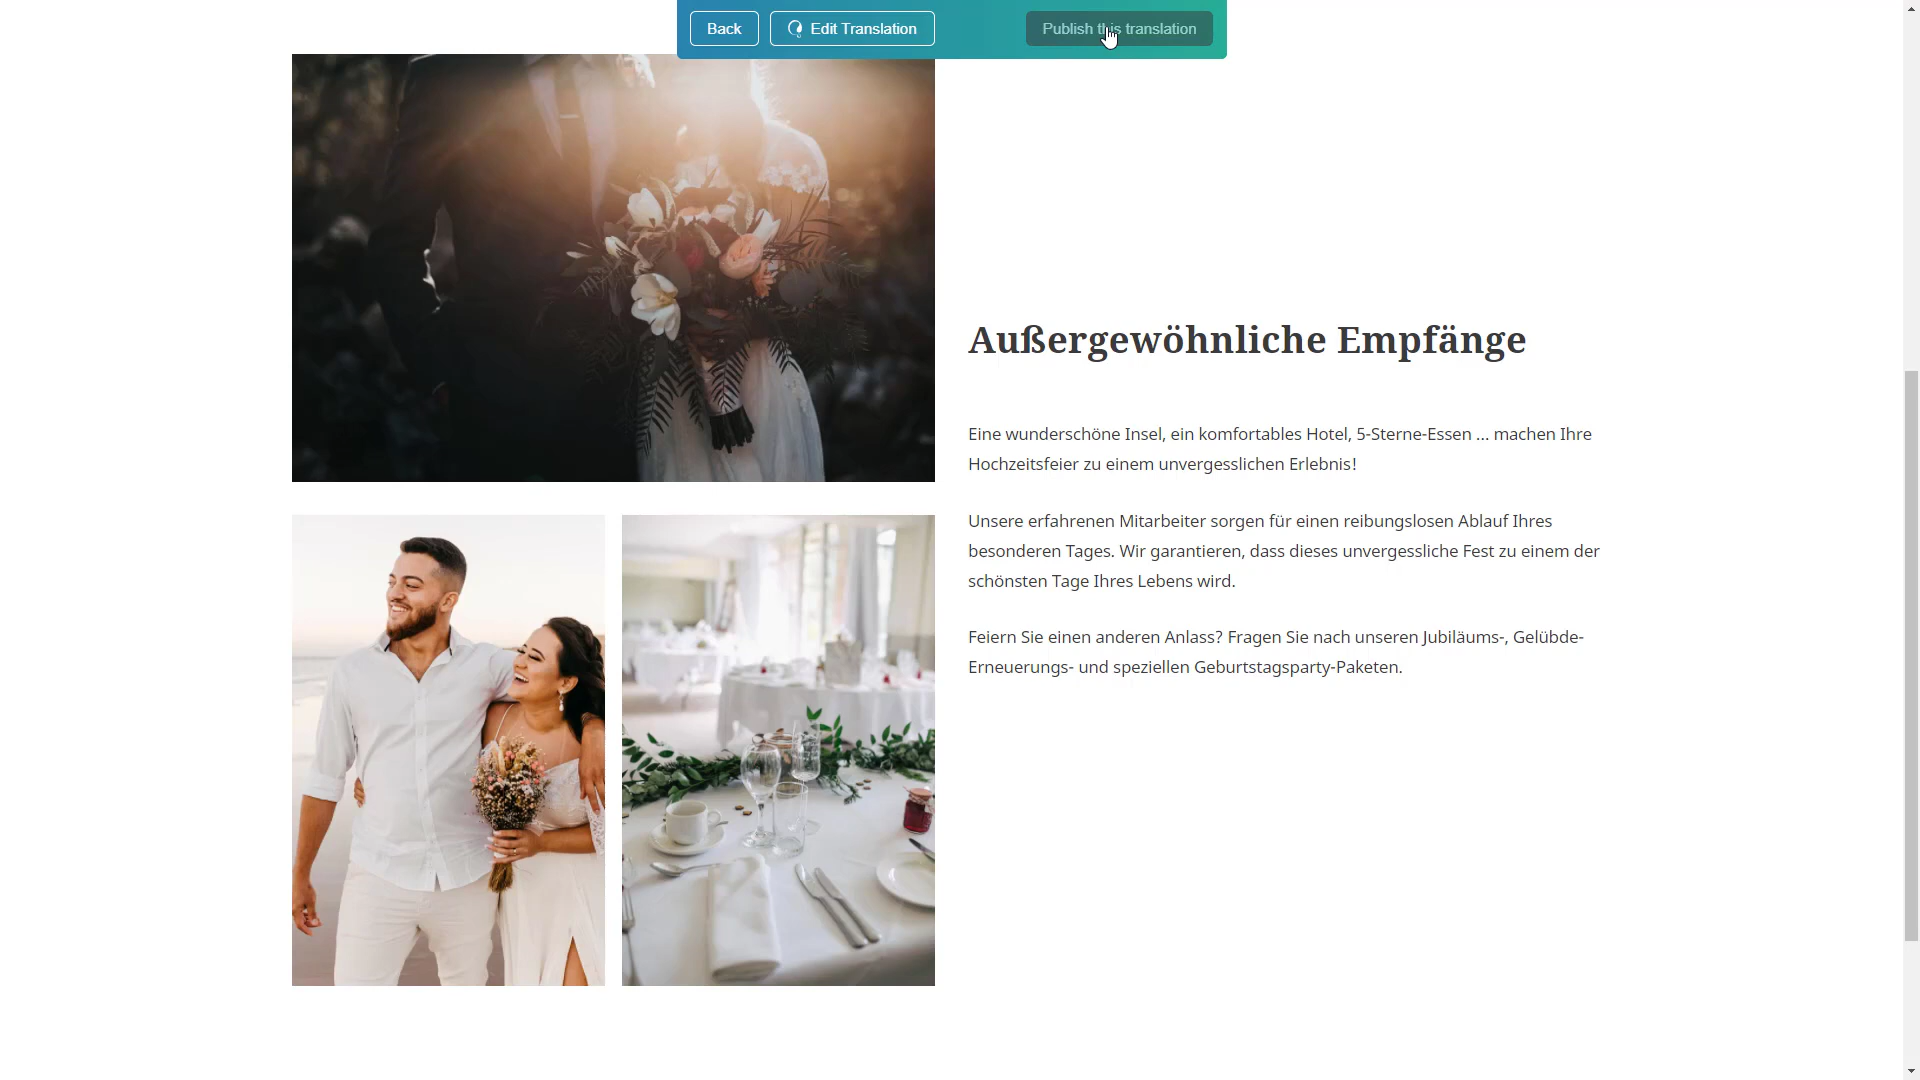 Back
Edit Translation
Publish this translation
Außergewöhnliche Empfänge
Eine wunderschöne Insel, ein komfortables Hotel, 5-Sterne-Essen ... machen Ihre
Hochzeitsfeier zu einem unvergesslichen Erlebnis!
Unsere erfahrenen Mitarbeiter sorgen für einen reibungslosen Ablauf Ihres
besonderen Tages. Wir garantieren, dass dieses unvergessliche Fest zu einem der
schönsten Tage Ihres Lebens wird.
Feiern Sie einen anderen Anlass? Fragen Sie nach unseren Jubiläums-, Gelübde-
Erneuerungs- und speziellen Geburtstagsparty-Paketen.